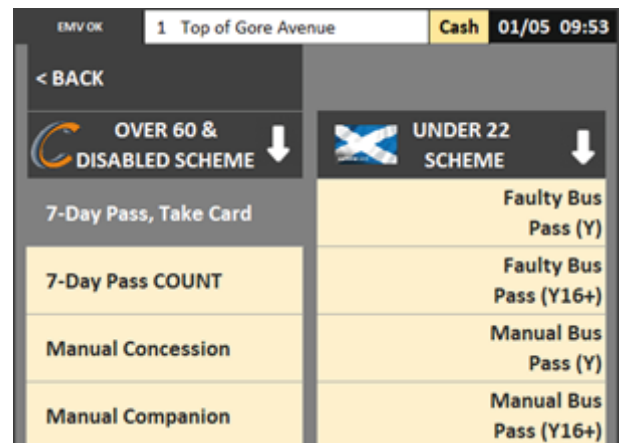 EMV OK 1 Top of Gore Avenue Cash 01/05 09:53
< BACK
OVER 60 &
DISABLED SCHEME
UNDER 22
SCHEME
7-Day Pass, Take Card
7-Day Pass COUNT
Manual Concession
Manual Companion
Faulty Bus
Pass (Y)
Faulty Bus
Pass (Y16+)
Manual Bus
Pass (Y)
Manual Bus
Pass (Y16+)